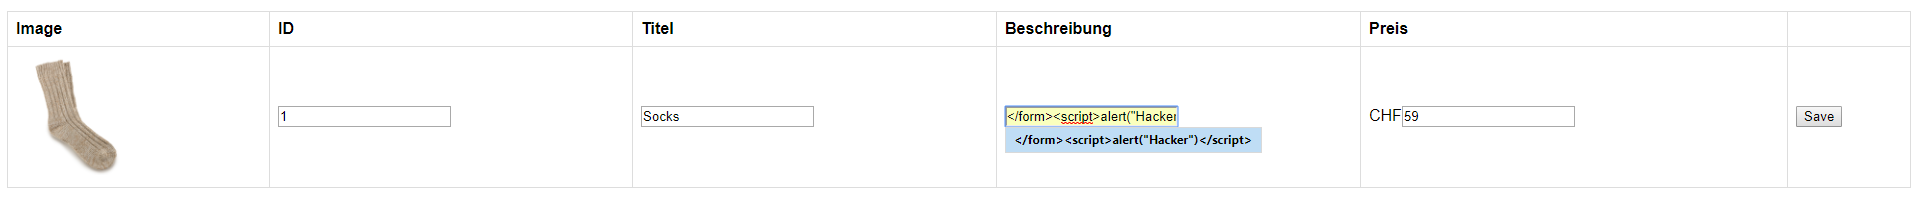 Image ID Titel Beschreibung Preis
1 Socks </form><script>alert("Hacker CHF 59 Save
</form><script>alert("Hacker")</script>